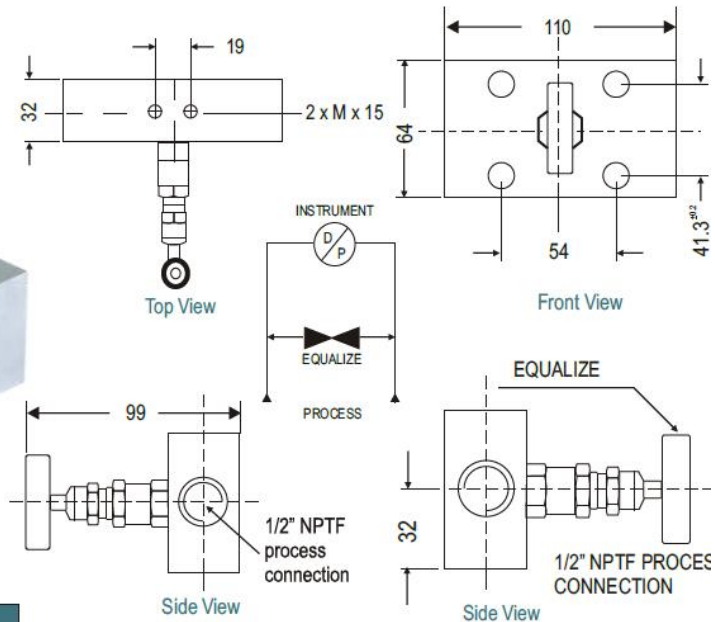 19
32
2 x M x 15
Top View
110
64
41.3±0.2
54
Front View
INSTRUMENT
D/P
EQUALIZE
PROCESS
99
1/2" NPTF
process
connection
Side View
EQUALIZE
32
1/2" NPTF PROCES
CONNECTION
Side View